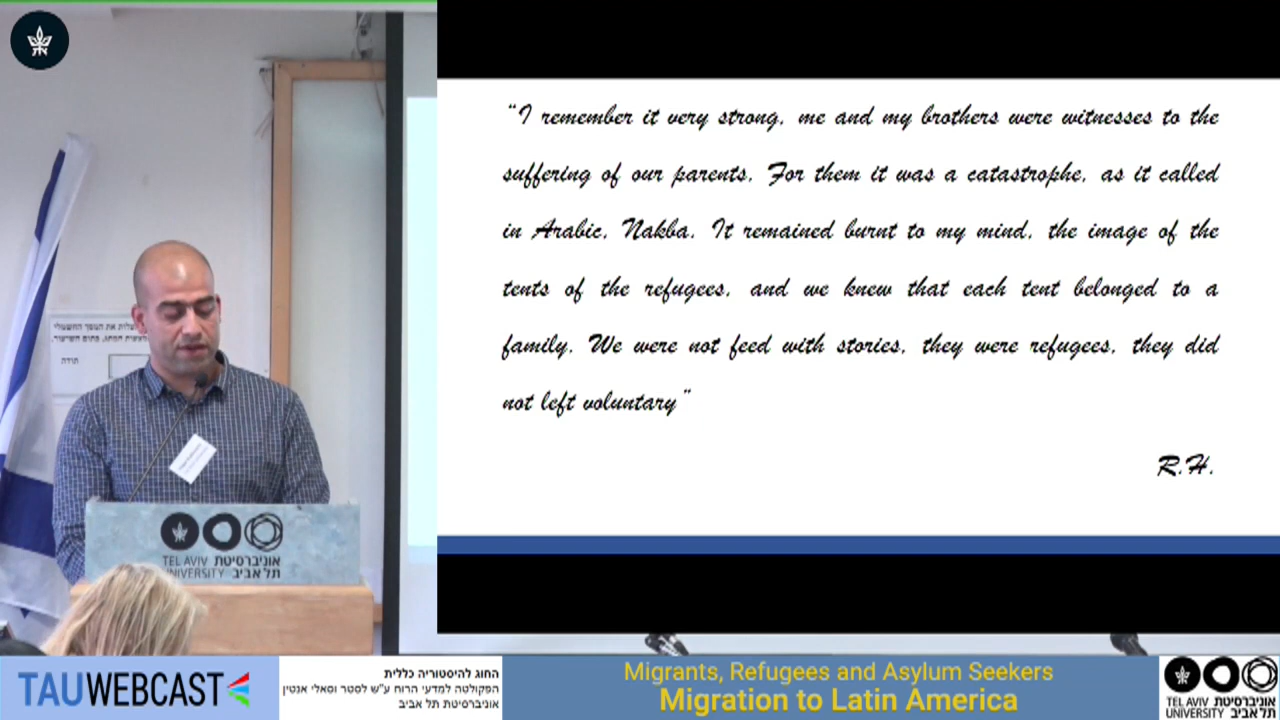 “I remember it very strong, me and my brothers were witnesses to the
suffering of our parents. For them it was a catastrophe, as it called
in Arabic, Nakba. It remained burnt to my mind, the image of the
tents of the refugees, and we knew that each tent belonged to a
family. We were not feed with stories, they were refugees, they did
not left voluntary”
R.H.
תודה
TEL AVIV אוניברסיטת
UNIVERSITY תל אביב
TAUWEBCAST
החוג להיסטוריה כללית
הפקולטה למדעי הרוח ע"ש לסטר וסאלי אנטין
אוניברסיטת תל אביב
Migrants, Refugees and Asylum Seekers
Migration to Latin America
TEL AVIV אוניברסיטת
UNIVERSITY תל אביב